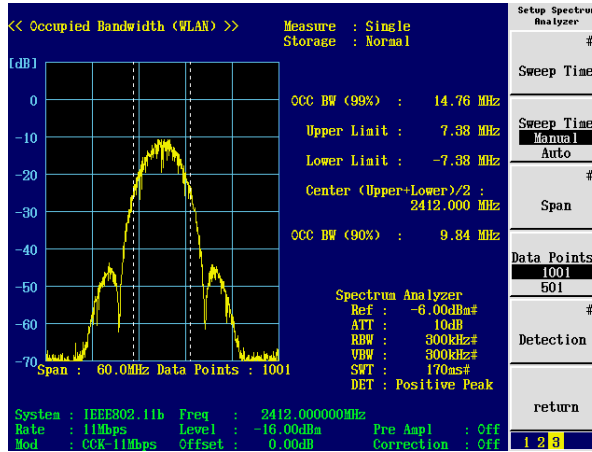 << Occupied Bandwidth (WLAN) >>
Measure : Single
Storage : Normal
[dB]
0
-10
-20
-30
-40
-50
-60
-70
Span : 60.0MHz Data Points : 1001
OCC BW (99%) : 14.76 MHz
Upper Limit : 7.38 MHz
Lower Limit : -7.38 MHz
Center (Upper+Lower)/2 :
2412.000 MHz
OCC BW (90%) : 9.84 MHz
Spectrum Analyzer
Ref : -6.00dBm#
ATT : 10dB
RBW : 300kHz#
VBW : 300kHz#
SWT : 170ms#
DET : Positive Peak
System : IEEE802.11b Freq : 2412.000000MHz
Rate : 11Mbps Level : -16.00dBm Pre Ampl : Off
Mod : CCK-11Mbps Offset : 0.00dB Correction : Off
Setup Spectru
Analyzer
#
Sweep Time
Sweep Time
Manual
Auto
#
Span
Data Points
1001
501
#
Detection
return
1 2 3